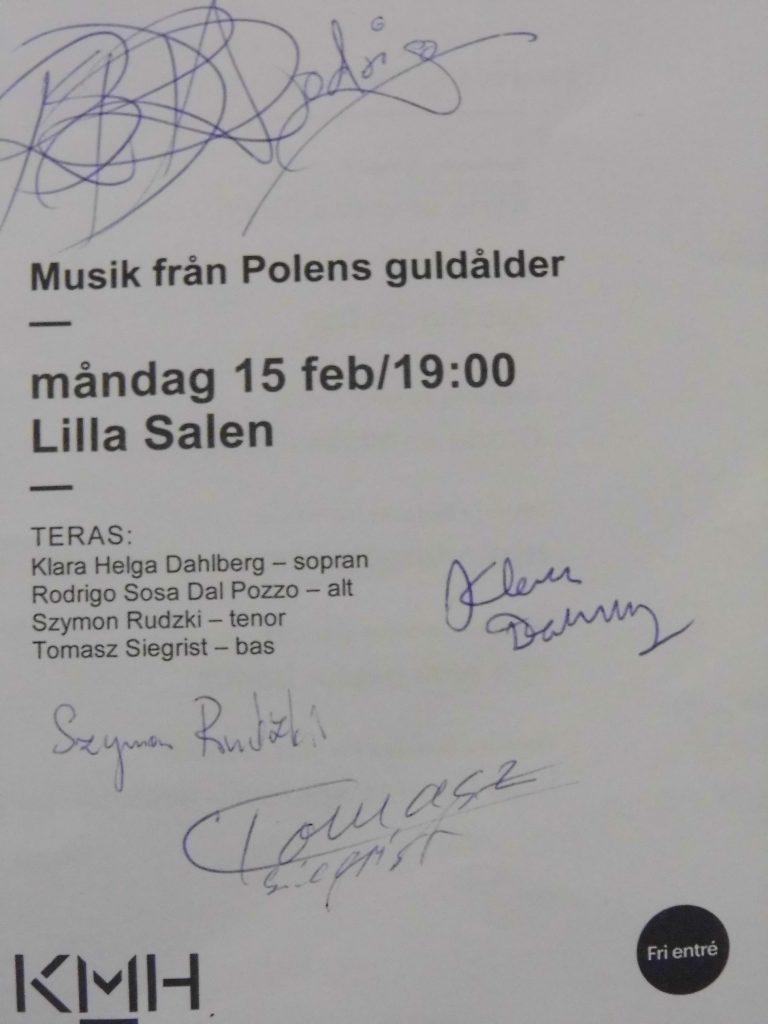 Rodrigo
Musik från Polens guldålder
måndag 15 feb/19:00
Lilla Salen
TERAS:
Klara Helga Dahlberg – sopran
Rodrigo Sosa Dal Pozzo – alt
Szymon Rudzki – tenor
Tomasz Siegrist – bas
Szymon Rudzki
Tomasz
Siegrist
Fri entré
KMH